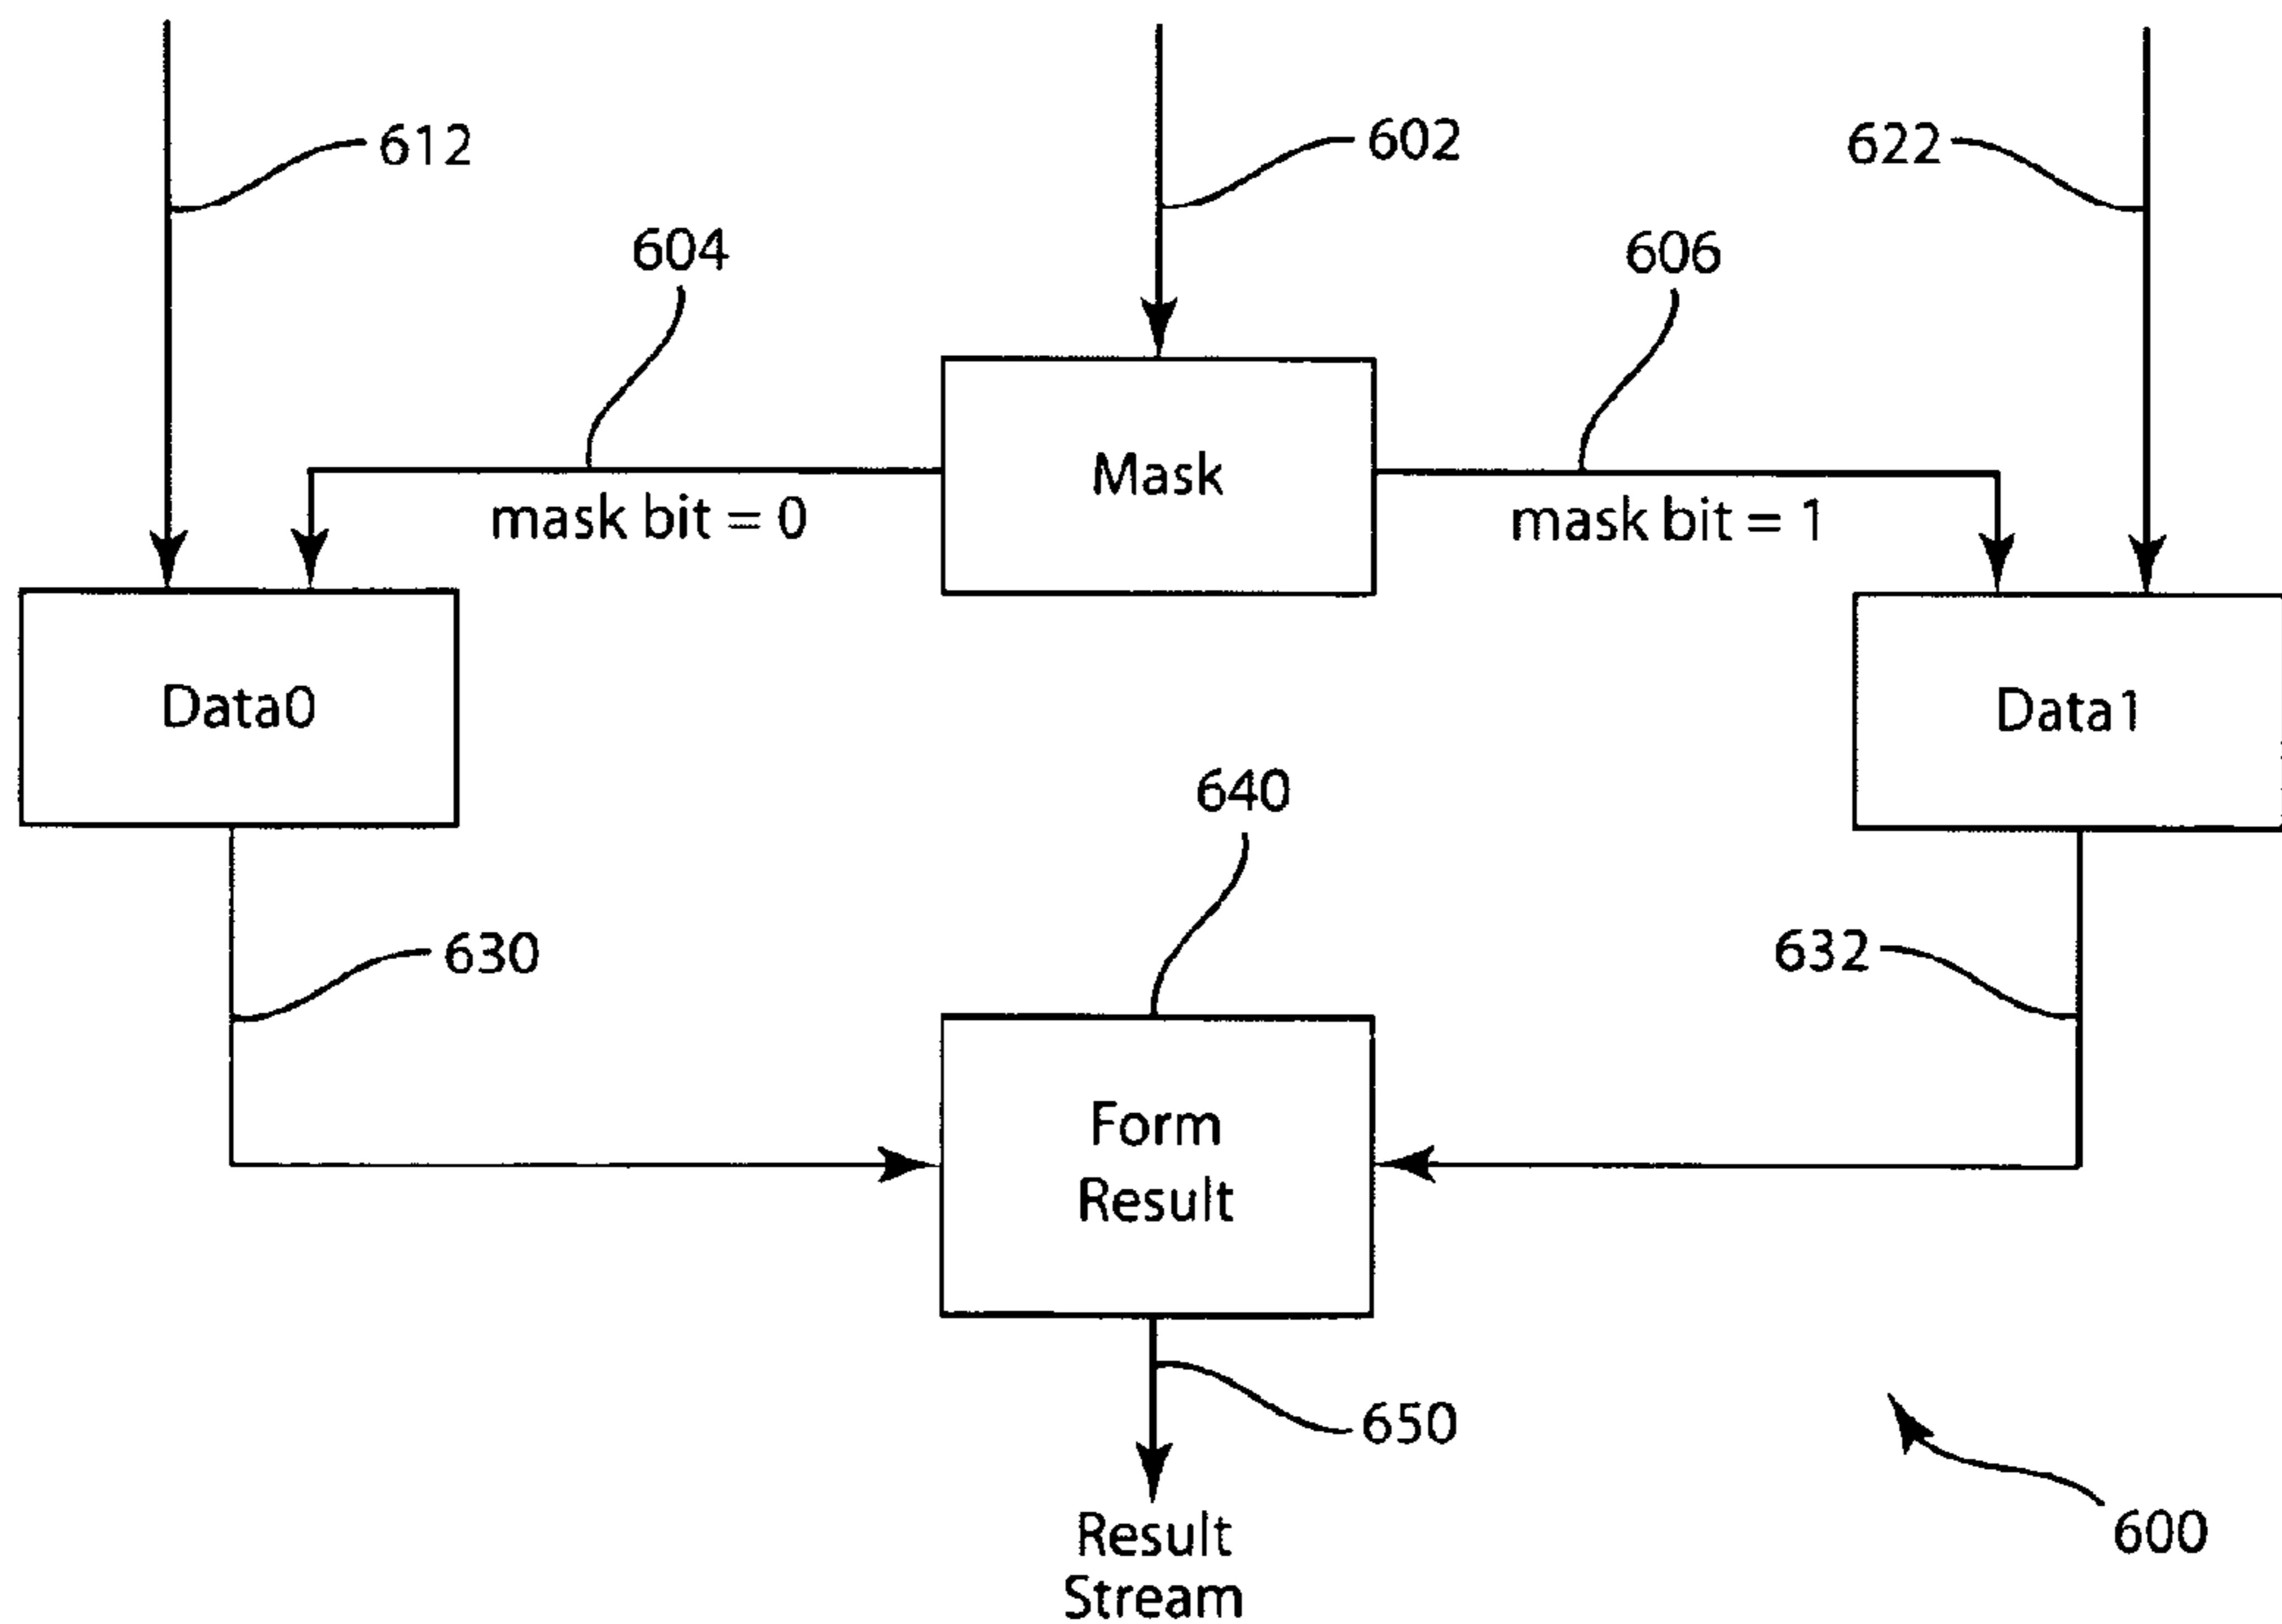 612
602
622
604
606
Mask
mask bit = 0
mask bit = 1
Data0
Data1
640
630
632
Form
Result
650
Result
Stream
600